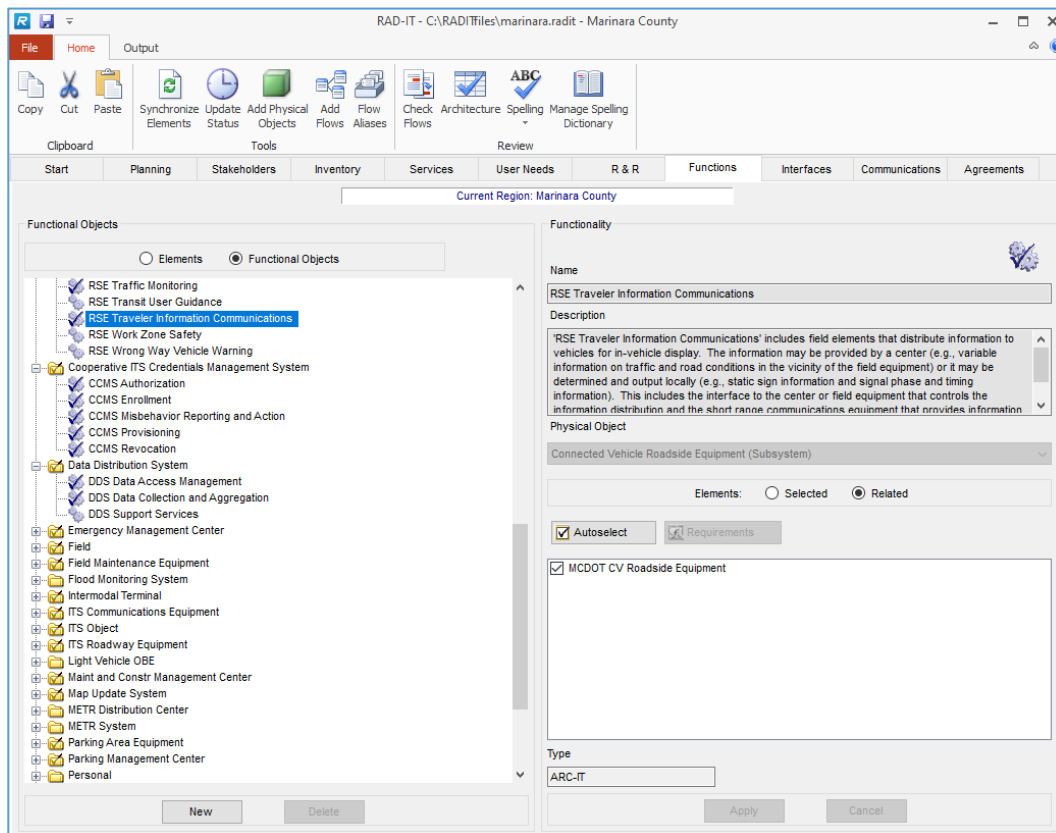 RAD-IT - C:\RADITfiles\marinara.radit - Marinara County
File Home Output
Copy Cut Paste
Synchronize Elements
Update Status
Add Physical Objects
Add Flows
Flow Aliases
Check Flows
Architecture
ABC
Spelling
Manage Spelling Dictionary
Clipboard Tools Review
Start Planning Stakeholders Inventory Services User Needs R & R Functions Interfaces Communications Agreements
Current Region: Marinara County
Functional Objects
Elements Functional Objects
RSE Traffic Monitoring
RSE Transit User Guidance
RSE Traveler Information Communications
RSE Work Zone Safety
RSE Wrong Way Vehicle Warning
Cooperative ITS Credentials Management System
CCMS Authorization
CCMS Enrollment
CCMS Misbehavior Reporting and Action
CCMS Provisioning
CCMS Revocation
Data Distribution System
DDS Data Access Management
DDS Data Collection and Aggregation
DDS Support Services
Emergency Management Center
Field
Field Maintenance Equipment
Flood Monitoring System
Intermodal Terminal
ITS Communications Equipment
ITS Object
ITS Roadway Equipment
Light Vehicle OBE
Maint and Constr Management Center
Map Update System
METR Distribution Center
METR System
Parking Area Equipment
Parking Management Center
Personal
New Delete
Functionality
Name
RSE Traveler Information Communications
Description
'RSE Traveler Information Communications' includes field elements that distribute information to
vehicles for in-vehicle display. The information may be provided by a center (e.g., variable
information on traffic and road conditions in the vicinity of the field equipment) or it may be
determined and output locally (e.g., static sign information and signal phase and timing
information). This includes the interface to the center or field equipment that controls the
information distribution and the short range communications equipment that provides information
Physical Object
Connected Vehicle Roadside Equipment (Subsystem)
Elements: Selected Related
Autoselect Requirements
MCDOT CV Roadside Equipment
Type
ARC-IT
Apply Cancel